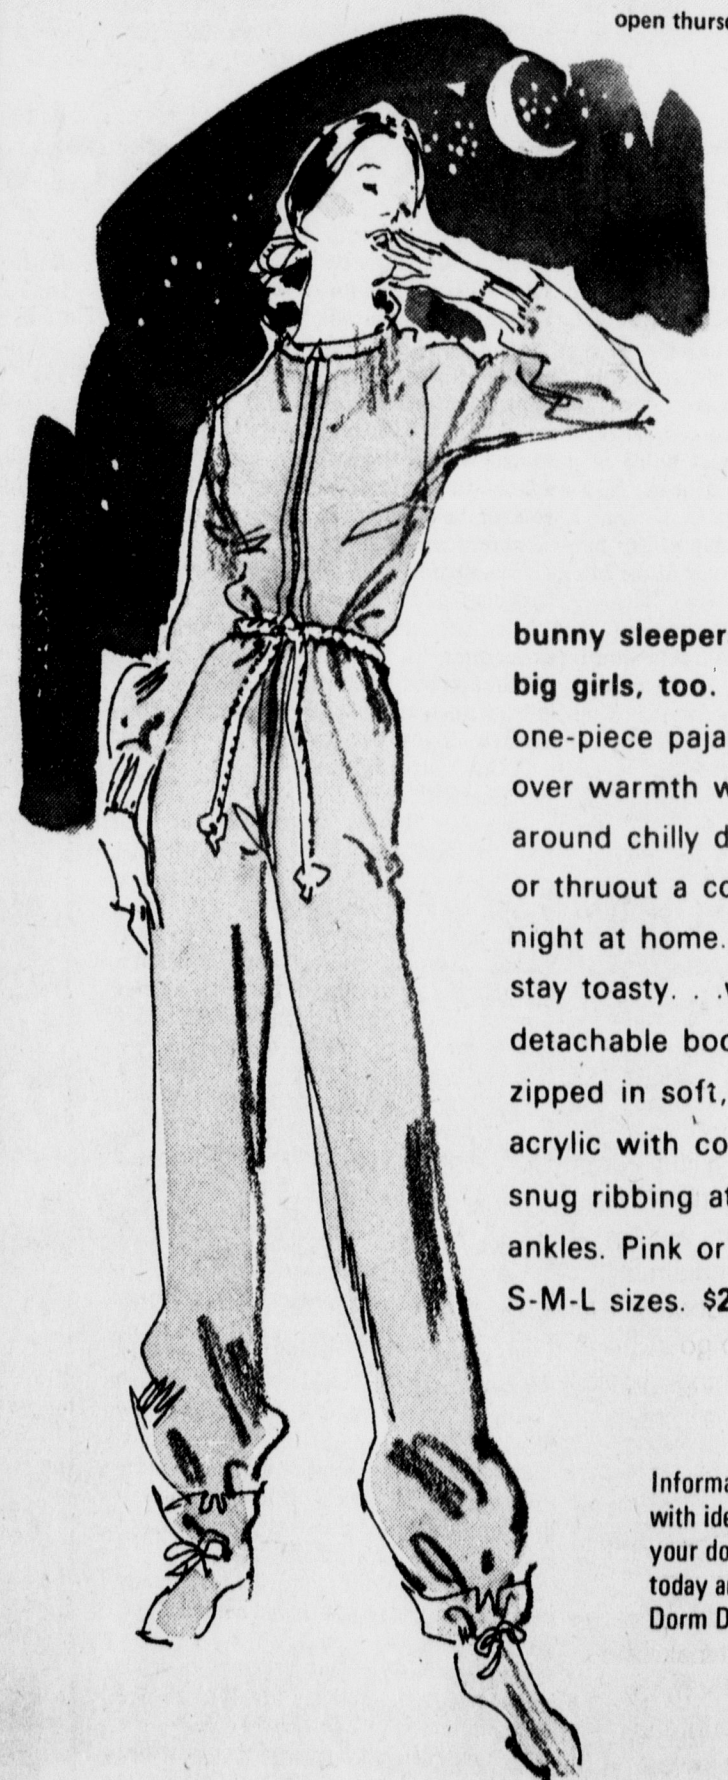 open thurs
bunny sleeper
big girls, too.
one-piece paja
over warmth w
around chilly d
or thruout a co
night at home.
stay toasty. . .
detachable boo
zipped in soft,
acrylic with co
snug ribbing at
ankles. Pink or
S-M-L sizes. $2
Informa
with ide
your do
today a
Dorm D